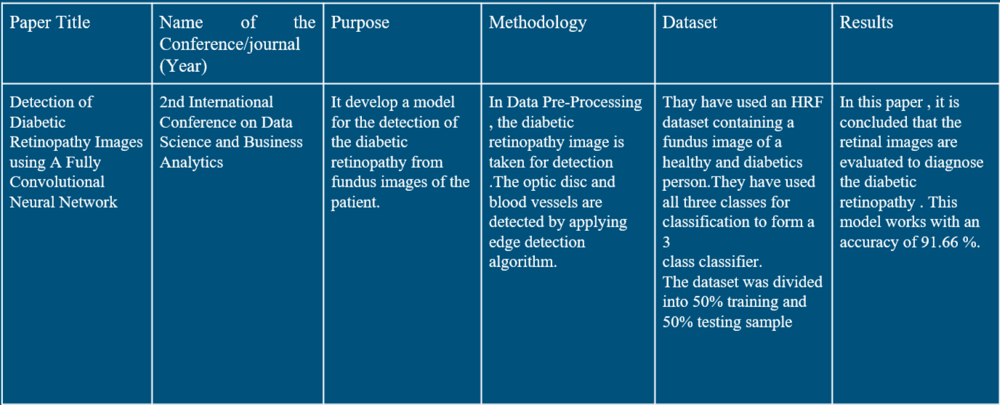 Paper Title
Name of the
Conference/journal
(Year)
Purpose
Methodology
Dataset
Results
Detection of
Diabetic
Retinopathy Images
using A Fully
Convolutional
Neural Network
2nd International
Conference on Data
Science and Business
Analytics
It develop a model
for the detection of
the diabetic
retinopathy from
fundus images of the
patient.
In Data Pre-Processing
, the diabetic
retinopathy image is
taken for detection
.The optic disc and
blood vessels are
detected by applying
edge detection
algorithm.
Thay have used an HRF
dataset containing a
fundus image of a
healthy and diabetics
person.They have used
all three classes for
classification to form a
3
class classifier.
The dataset was divided
into 50% training and
50% testing sample
In this paper , it is
concluded that the
retinal images are
evaluated to diagnose
the diabetic
retinopathy . This
model works with an
accuracy of 91.66 %.